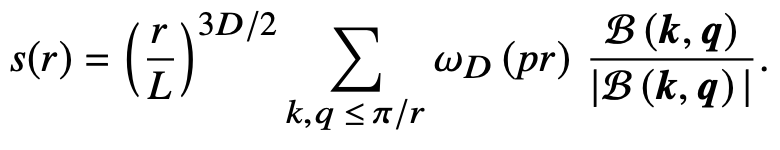 s(r) = (r/L)^{3D/2} ∑_{k,q ≤ π/r} ω_D (pr) 𝓑(𝒌,𝒒)/|𝓑(𝒌,𝒒)|.